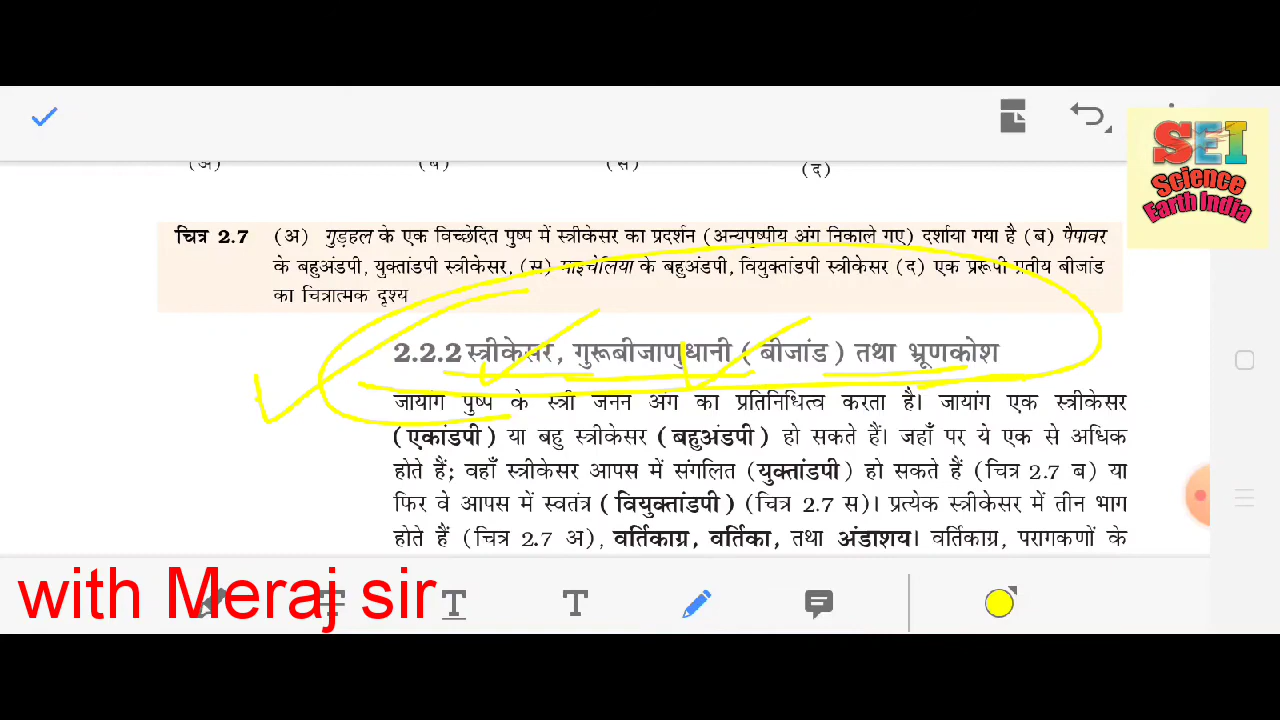 (अ) (ब) (स) (द)
SEI
Science
Earth India
चित्र 2.7 (अ) गुड़हल के एक विच्छेदित पुष्प में स्त्रीकेसर का प्रदर्शन (अन्यपुष्पीय अंग निकाले गए) दर्शाया गया है (ब) पैपावर
के बहुअंडपी, युक्तांडपी स्त्रीकेसर, (स) माइचेलिया के बहुअंडपी, वियुक्तांडपी स्त्रीकेसर (द) एक प्ररूपी प्रतीय बीजांड
का चित्रात्मक दृश्य
2.2.2 स्त्रीकेसर, गुरूबीजाणुधानी ( बीजांड ) तथा भ्रूणकोश
जायांग पुष्प के स्त्री जनन अंग का प्रतिनिधित्व करता है। जायांग एक स्त्रीकेसर
(एकांडपी) या बहु स्त्रीकेसर (बहुअंडपी) हो सकते हैं। जहाँ पर ये एक से अधिक
होते हैं; वहाँ स्त्रीकेसर आपस में संगलित (युक्तांडपी) हो सकते हैं (चित्र 2.7 ब) या
फिर वे आपस में स्वतंत्र (वियुक्तांडपी) (चित्र 2.7 स)। प्रत्येक स्त्रीकेसर में तीन भाग
होते हैं (चित्र 2.7 अ), वर्तिकाग्र, वर्तिका, तथा अंडाशय। वर्तिकाग्र, परागकणों के
with Meraj sir
T T T